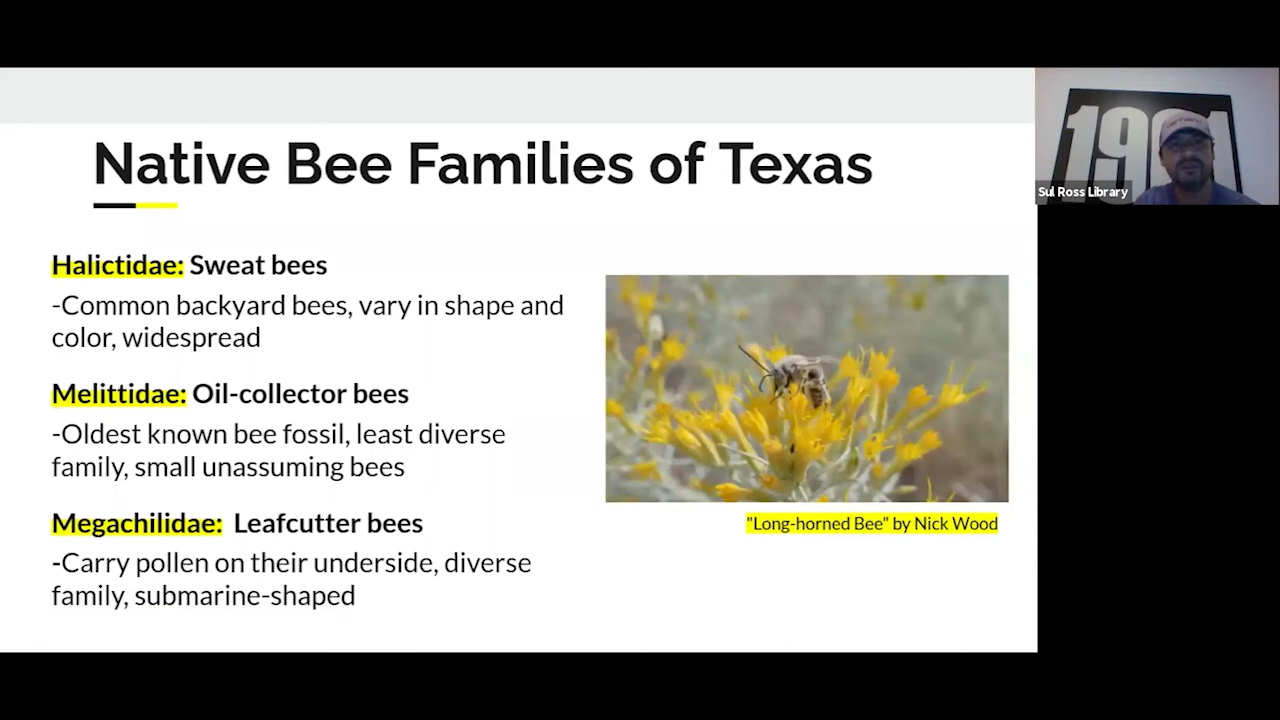 Native Bee Families of Texas
Halictidae: Sweat bees
-Common backyard bees, vary in shape and
color, widespread
Melittidae: Oil-collector bees
-Oldest known bee fossil, least diverse
family, small unassuming bees
Megachilidae: Leafcutter bees
-Carry pollen on their underside, diverse
family, submarine-shaped
"Long-horned Bee" by Nick Wood
Sul Ross Library